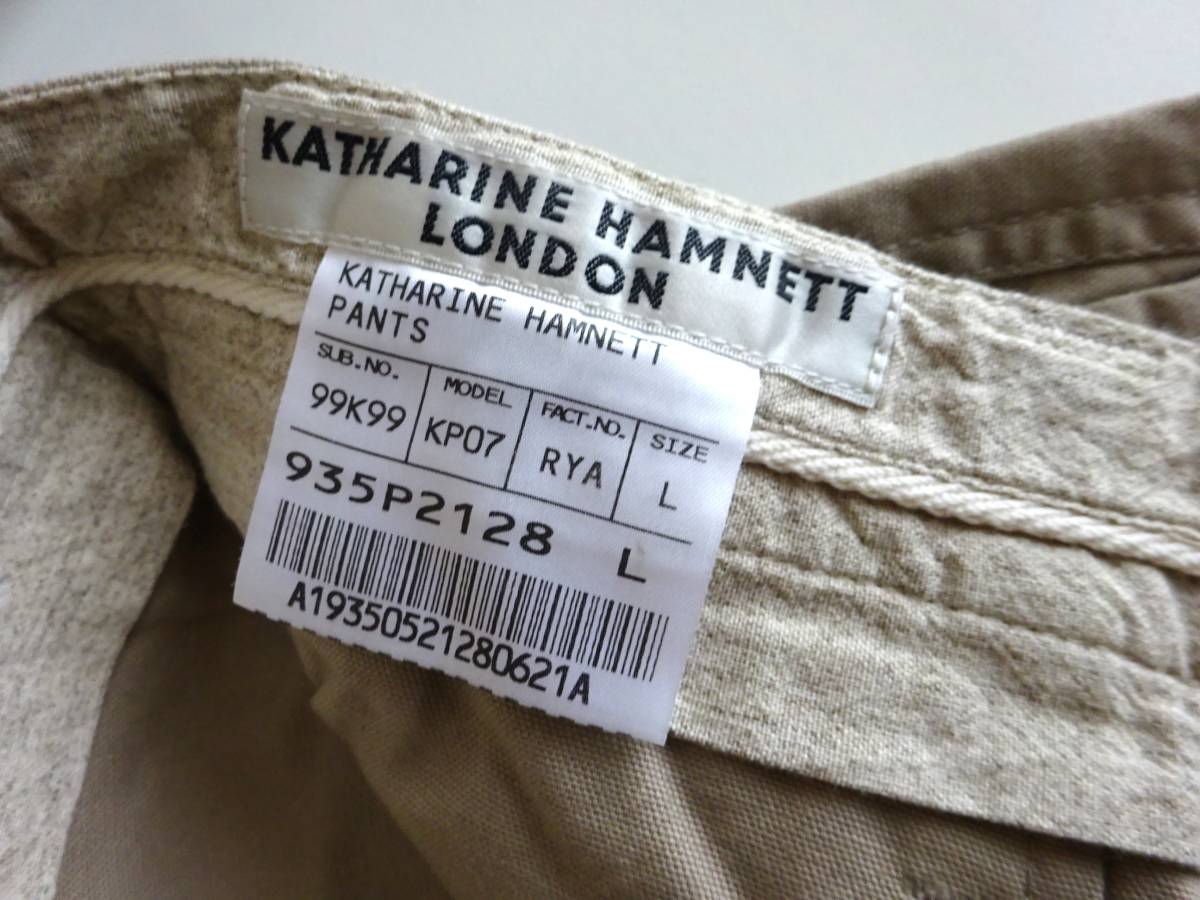 KATHARINE HAMNETT
LONDON
KATHARINE HAMNETT
PANTS
SUB.NO. MODEL FACT.NO. SIZE
99K99 KP07 RYA L
935P2128 L
A19350521280621A